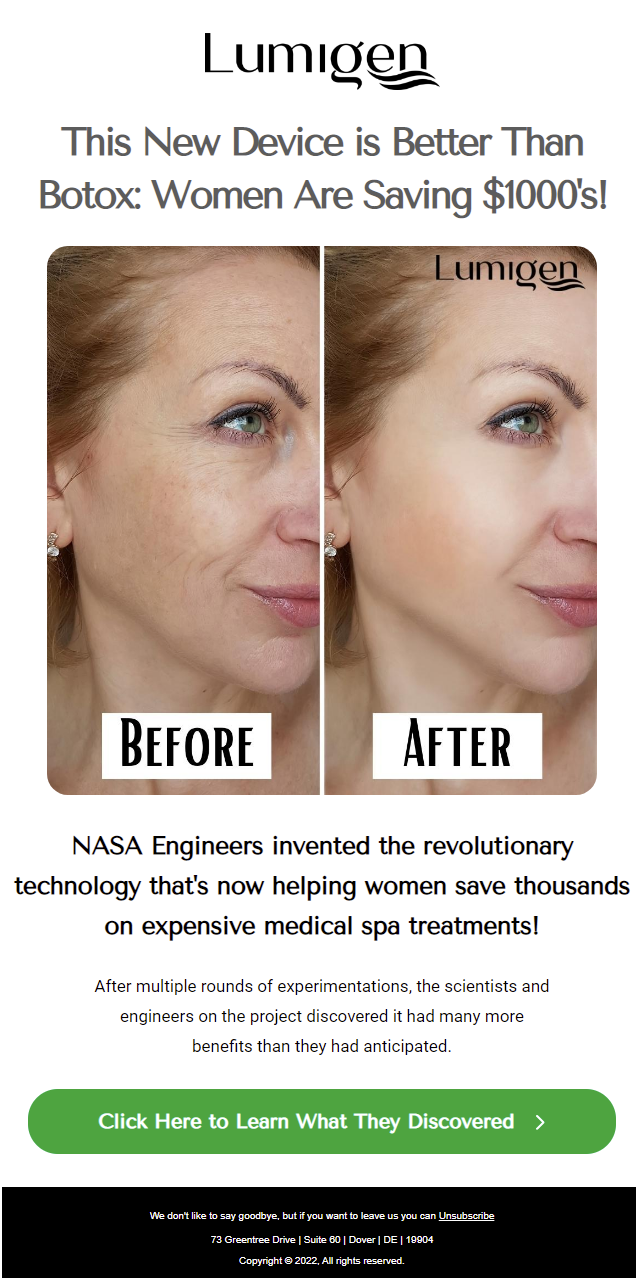 Lumigen
This New Device is Better Than
Botox: Women Are Saving $1000's!
Lumigen
BEFORE
AFTER
NASA Engineers invented the revolutionary
technology that's now helping women save thousands
on expensive medical spa treatments!
After multiple rounds of experimentations, the scientists and
engineers on the project discovered it had many more
benefits than they had anticipated.
Click Here to Learn What They Discovered
We don't like to say goodbye, but if you want to leave us you can Unsubscribe
73 Greentree Drive | Suite 60 | Dover | DE | 19904
Copyright © 2022, All rights reserved.